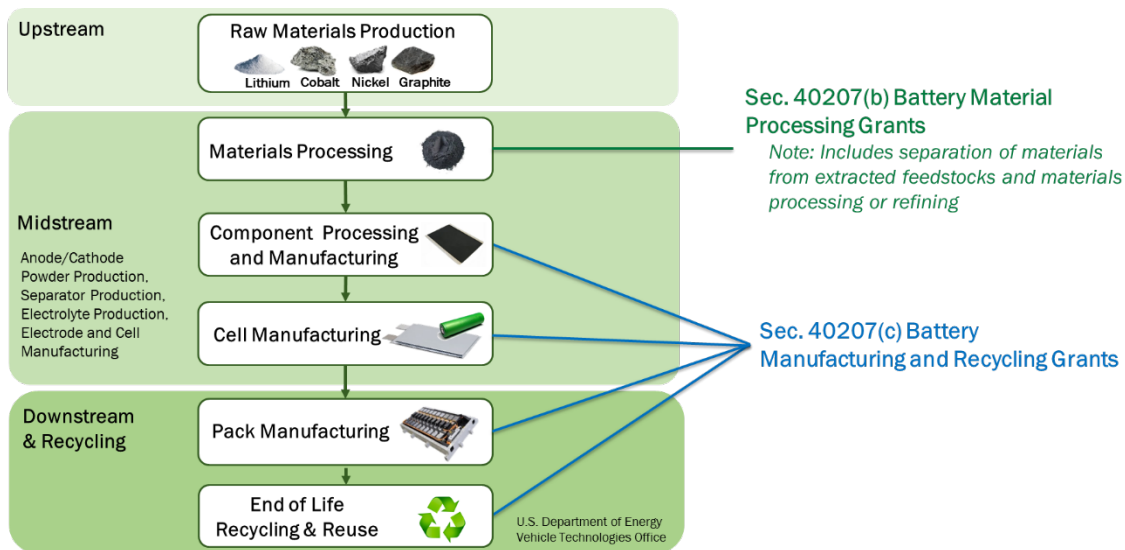 Upstream
Raw Materials Production
Lithium Cobalt Nickel Graphite
Materials Processing
Sec. 40207(b) Battery Material
Processing Grants
Note: Includes separation of materials
from extracted feedstocks and materials
processing or refining
Midstream
Anode/Cathode
Powder Production,
Separator Production,
Electrolyte Production,
Electrode and Cell
Manufacturing
Component Processing
and Manufacturing
Cell Manufacturing
Sec. 40207(c) Battery
Manufacturing and Recycling Grants
Downstream
& Recycling
Pack Manufacturing
End of Life
Recycling & Reuse
U.S. Department of Energy
Vehicle Technologies Office